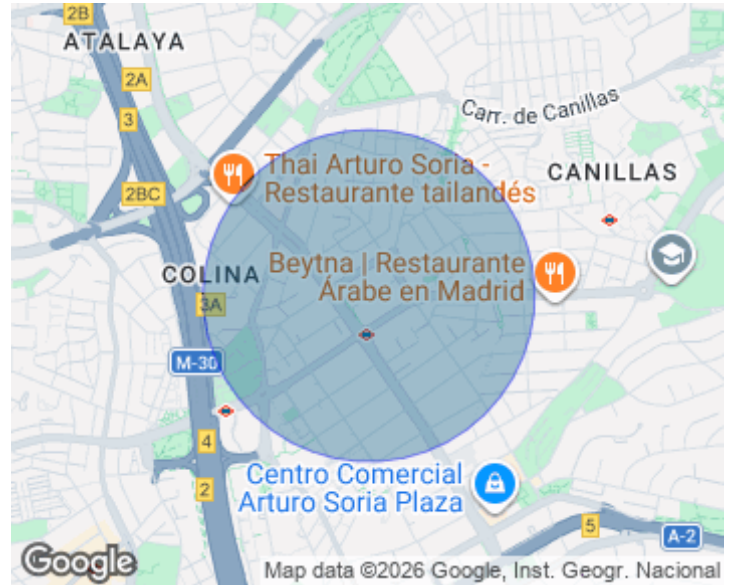 2B
ATALAYA
2A
3
Carr. de Canillas
Thai Arturo Soria -
Restaurante tailandés
CANILLAS
2BC
Beytna | Restaurante
Árabe en Madrid
COLINA
3A
M-30
4
Centro Comercial
Arturo Soria Plaza
2
5
A-2
Google
Map data ©2026 Google, Inst. Geogr. Nacional